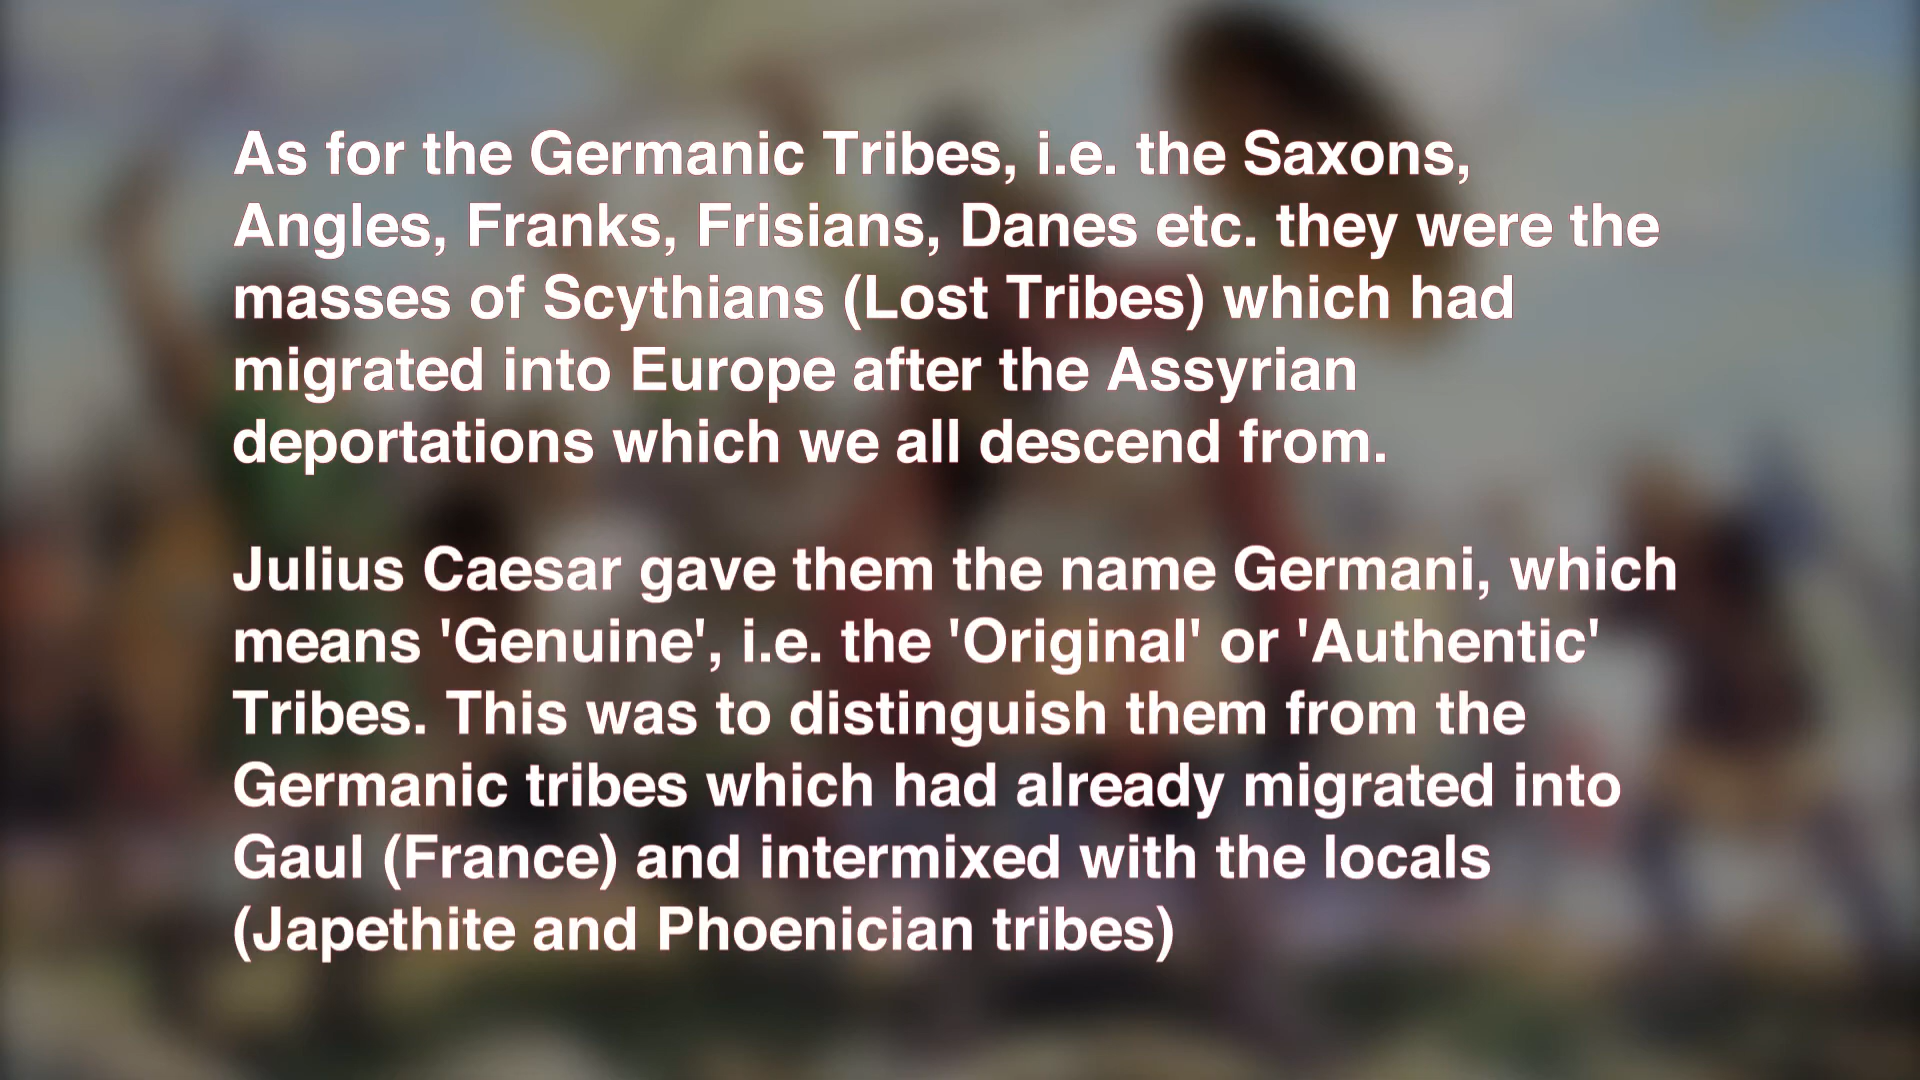 As for the Germanic Tribes, i.e. the Saxons,
Angles, Franks, Frisians, Danes etc. they were the
masses of Scythians (Lost Tribes) which had
migrated into Europe after the Assyrian
deportations which we all descend from.
Julius Caesar gave them the name Germani, which
means 'Genuine', i.e. the 'Original' or 'Authentic'
Tribes. This was to distinguish them from the
Germanic tribes which had already migrated into
Gaul (France) and intermixed with the locals
(Japethite and Phoenician tribes)